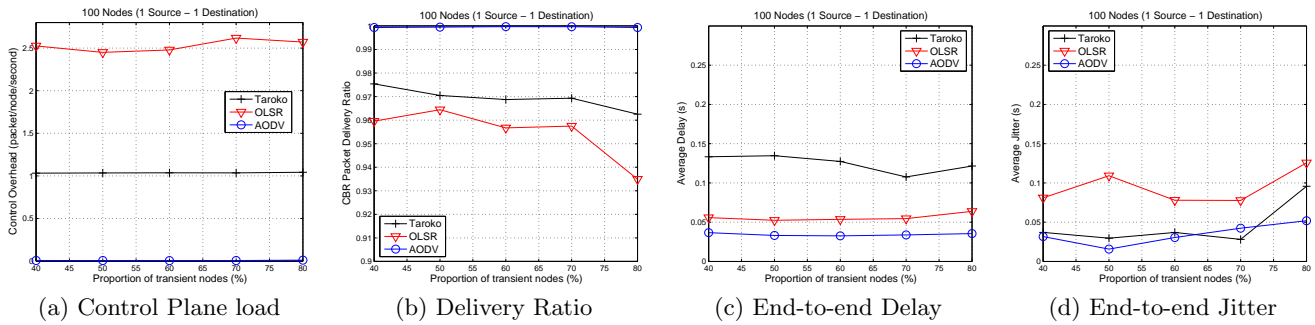 100 Nodes (1 Source − 1 Destination)
Control Overhead (packet/node/second)
2.5
2
1.5
1
0.5
0
Taroko
OLSR
AODV
40 45 50 55 60 65 70 75 80
Proportion of transient nodes (%)
(a) Control Plane load
100 Nodes (1 Source − 1 Destination)
CBR Packet Delivery Ratio
1
0.99
0.98
0.97
0.96
0.95
0.94
0.93
0.92
0.91
0.9
Taroko
OLSR
AODV
40 45 50 55 60 65 70 75 80
Proportion of transient nodes (%)
(b) Delivery Ratio
100 Nodes (1 Source − 1 Destination)
Average Delay (s)
0.25
0.2
0.15
0.1
0.05
0
Taroko
OLSR
AODV
40 45 50 55 60 65 70 75 80
Proportion of transient nodes (%)
(c) End-to-end Delay
100 Nodes (1 Source − 1 Destination)
Average Jitter (s)
0.25
0.2
0.15
0.1
0.05
0
Taroko
OLSR
AODV
40 45 50 55 60 65 70 75 80
Proportion of transient nodes (%)
(d) End-to-end Jitter